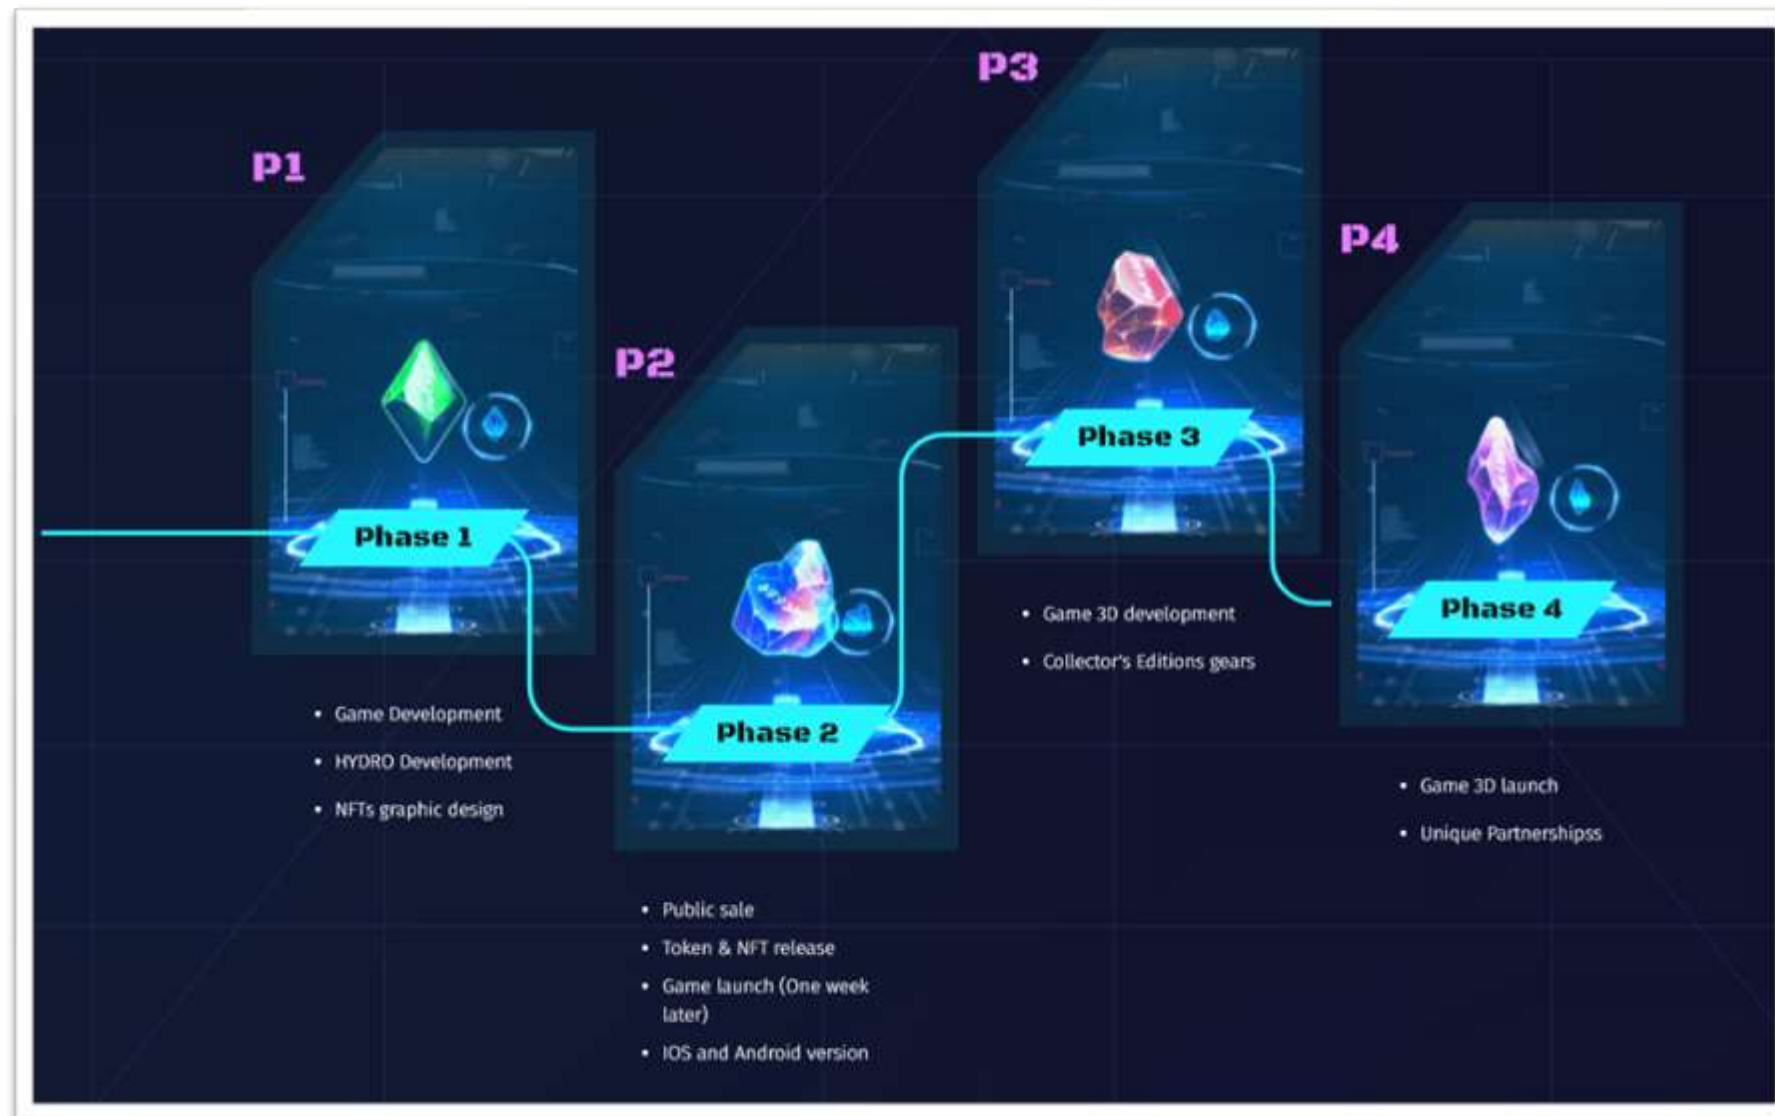 P1
Phase 1
• Game Development
• HYDRO Development
• NFTs graphic design
P2
Phase 2
• Public sale
• Token & NFT release
• Game launch (One week
later)
• IOS and Android version
P3
Phase 3
• Game 3D development
• Collector's Editions gears
P4
Phase 4
• Game 3D launch
• Unique Partnershipss